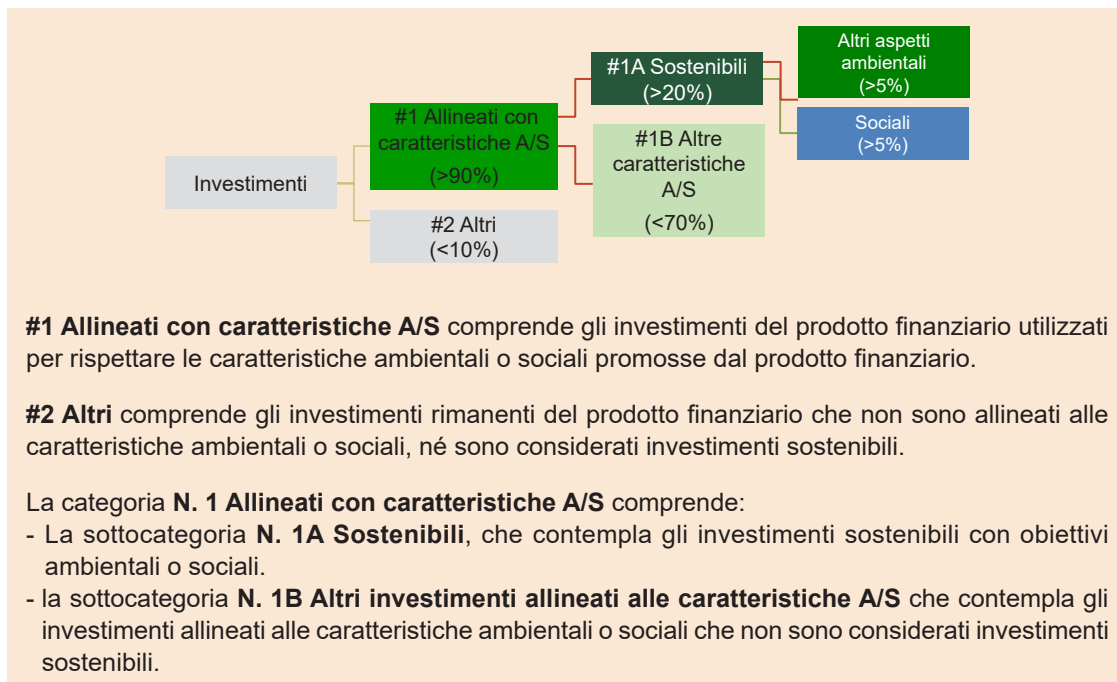 Investimenti
#1 Allineati con
caratteristiche A/S
(>90%)
#2 Altri
(<10%)
#1A Sostenibili
(>20%)
#1B Altre
caratteristiche
A/S
(<70%)
Altri aspetti
ambientali
(>5%)
Sociali
(>5%)
#1 Allineati con caratteristiche A/S comprende gli investimenti del prodotto finanziario utilizzati
per rispettare le caratteristiche ambientali o sociali promosse dal prodotto finanziario.
#2 Altri comprende gli investimenti rimanenti del prodotto finanziario che non sono allineati alle
caratteristiche ambientali o sociali, né sono considerati investimenti sostenibili.
La categoria N. 1 Allineati con caratteristiche A/S comprende:
- La sottocategoria N. 1A Sostenibili, che contempla gli investimenti sostenibili con obiettivi
ambientali o sociali.
- la sottocategoria N. 1B Altri investimenti allineati alle caratteristiche A/S che contempla gli
investimenti allineati alle caratteristiche ambientali o sociali che non sono considerati investimenti
sostenibili.